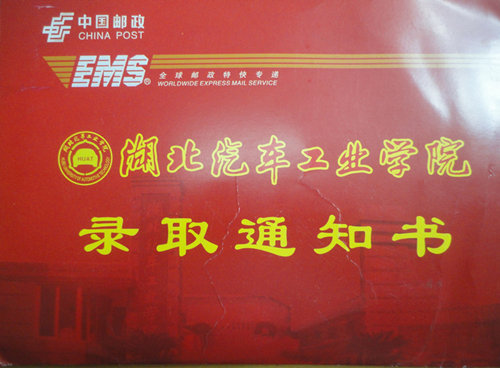 中国邮政
CHINA POST
EMS®
全球邮政特快专递
WORLDWIDE EXPRESS MAIL SERVICE
HUAT
湖北汽车工业学院
录取通知书